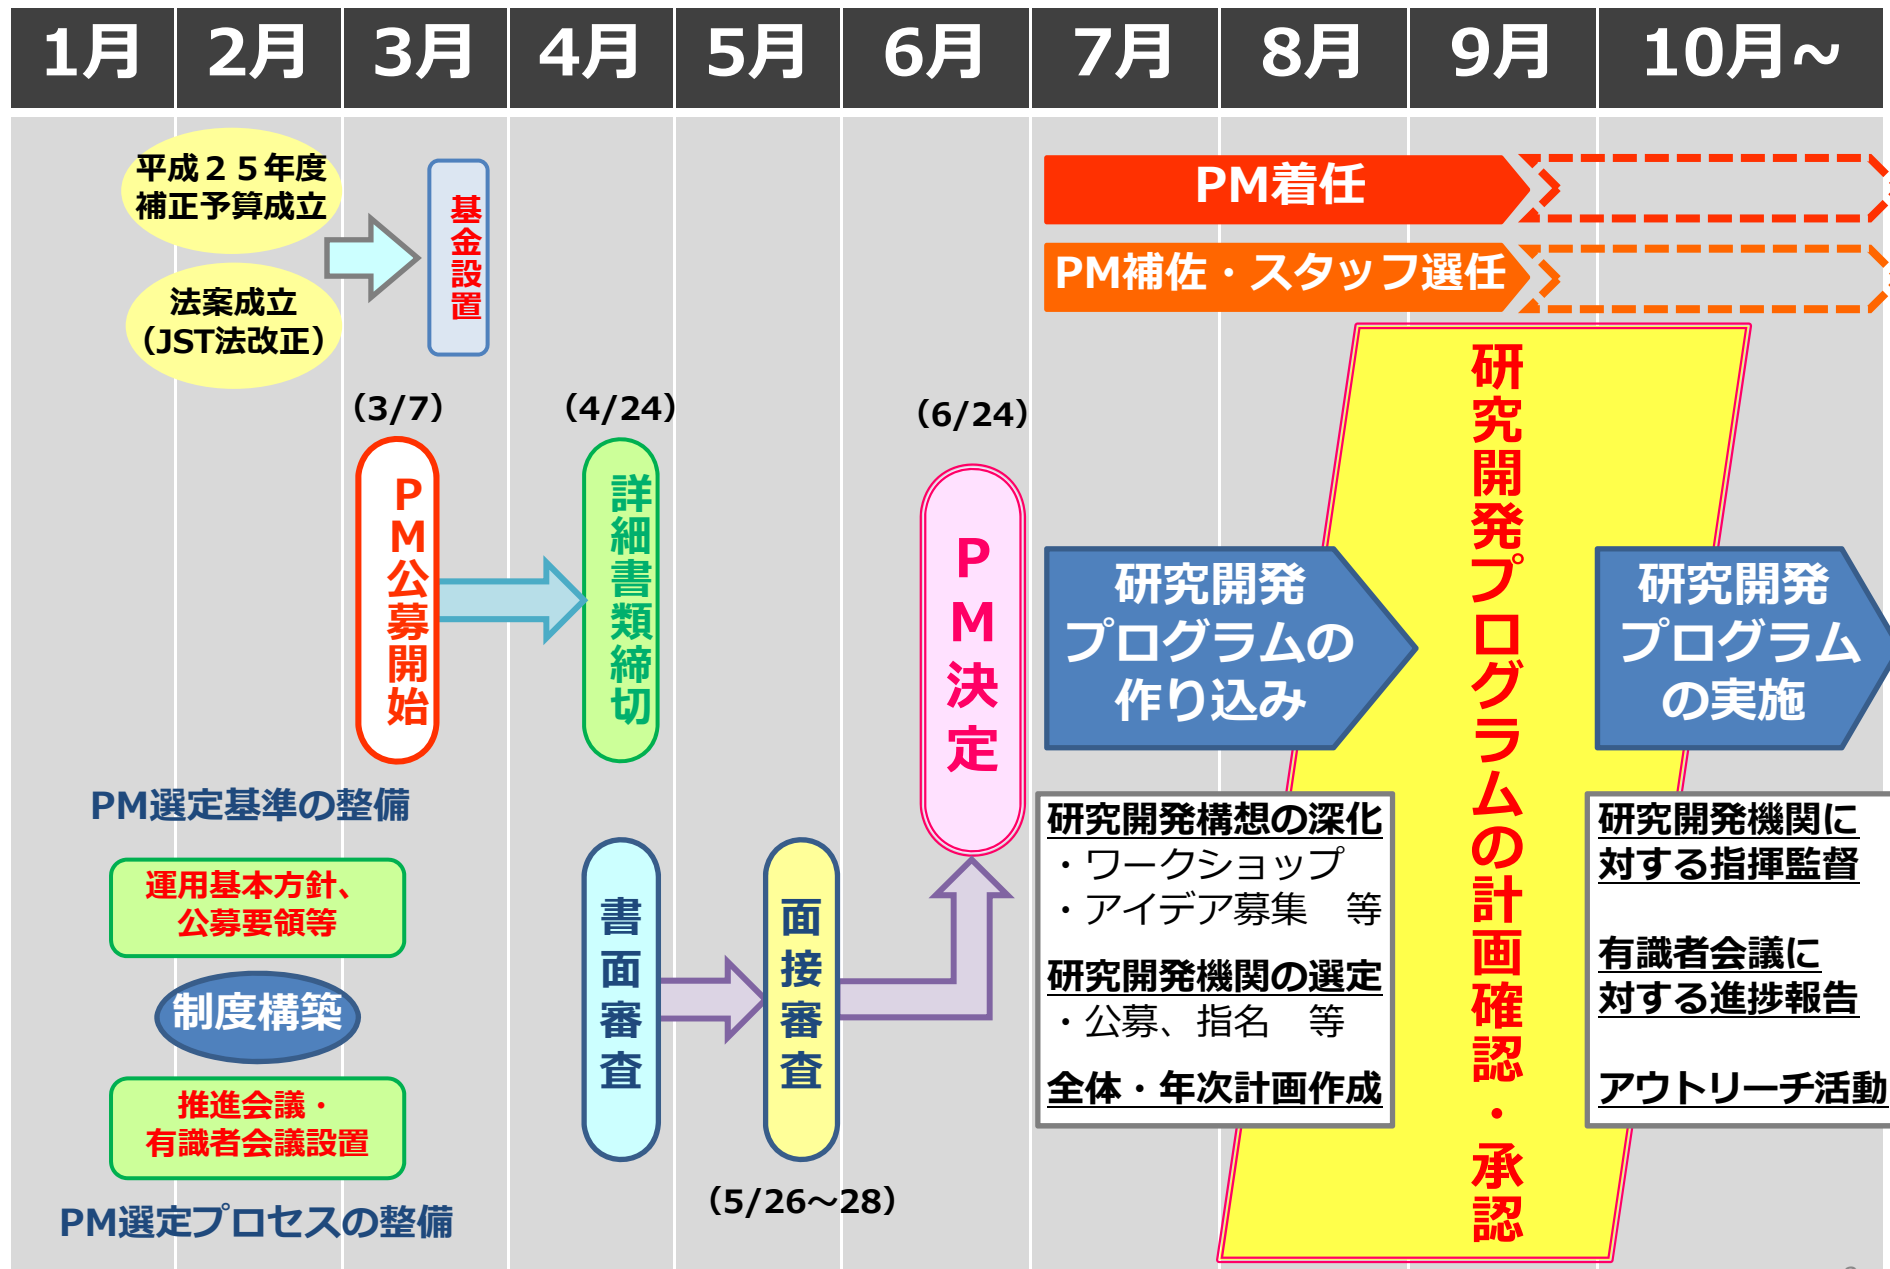 1月
2月
3月
4月
5月
6月
7月
8月
9月
10月~
平成２５年度
補正予算成立
法案成立
（JST法改正）
基金設置
PM着任
PM補佐・スタッフ選任
（3/7）
（4/24）
（6/24）
PM公募開始
詳細書類締切
PM決定
研究開発
プログラムの
作り込み
研究開発プログラムの計画確認・承認
研究開発
プログラム
の実施
PM選定基準の整備
運用基本方針、
公募要領等
制度構築
推進会議・
有識者会議設置
PM選定プロセスの整備
書面審査
面接審査
（5/26～28）
研究開発構想の深化
・ワークショップ
・アイデア募集　等
研究開発機関の選定
・公募、指名　等
全体・年次計画作成
研究開発機関に
対する指揮監督
有識者会議に
対する進捗報告
アウトリーチ活動